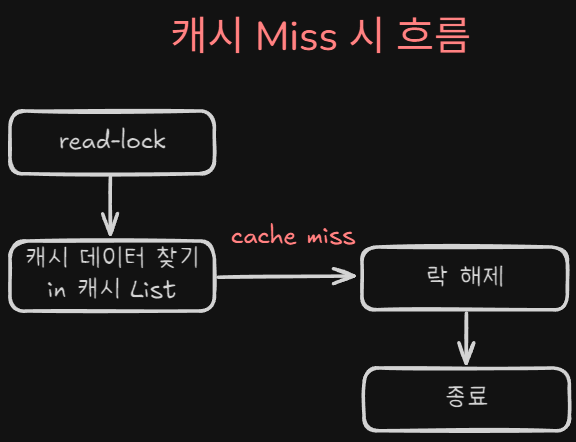 캐시 Miss 시 흐름
read-lock
캐시 데이터 찾기
in 캐시 List
cache miss
락 해제
종료